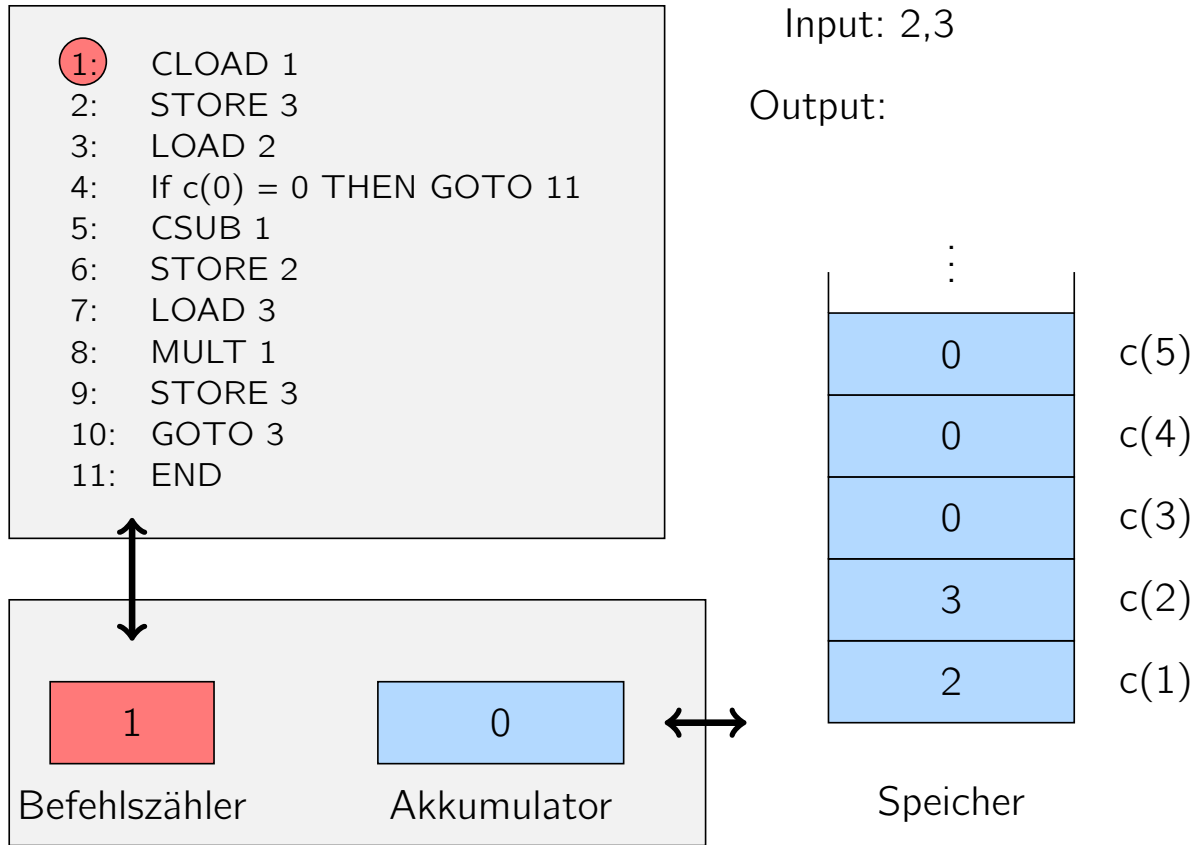 1: CLOAD 1
2: STORE 3
3: LOAD 2
4: If c(0) = 0 THEN GOTO 11
5: CSUB 1
6: STORE 2
7: LOAD 3
8: MULT 1
9: STORE 3
10: GOTO 3
11: END
Input: 2,3
Output:
⋮
0 c(5)
0 c(4)
0 c(3)
3 c(2)
2 c(1)
Speicher
1 0
Befehlszähler Akkumulator